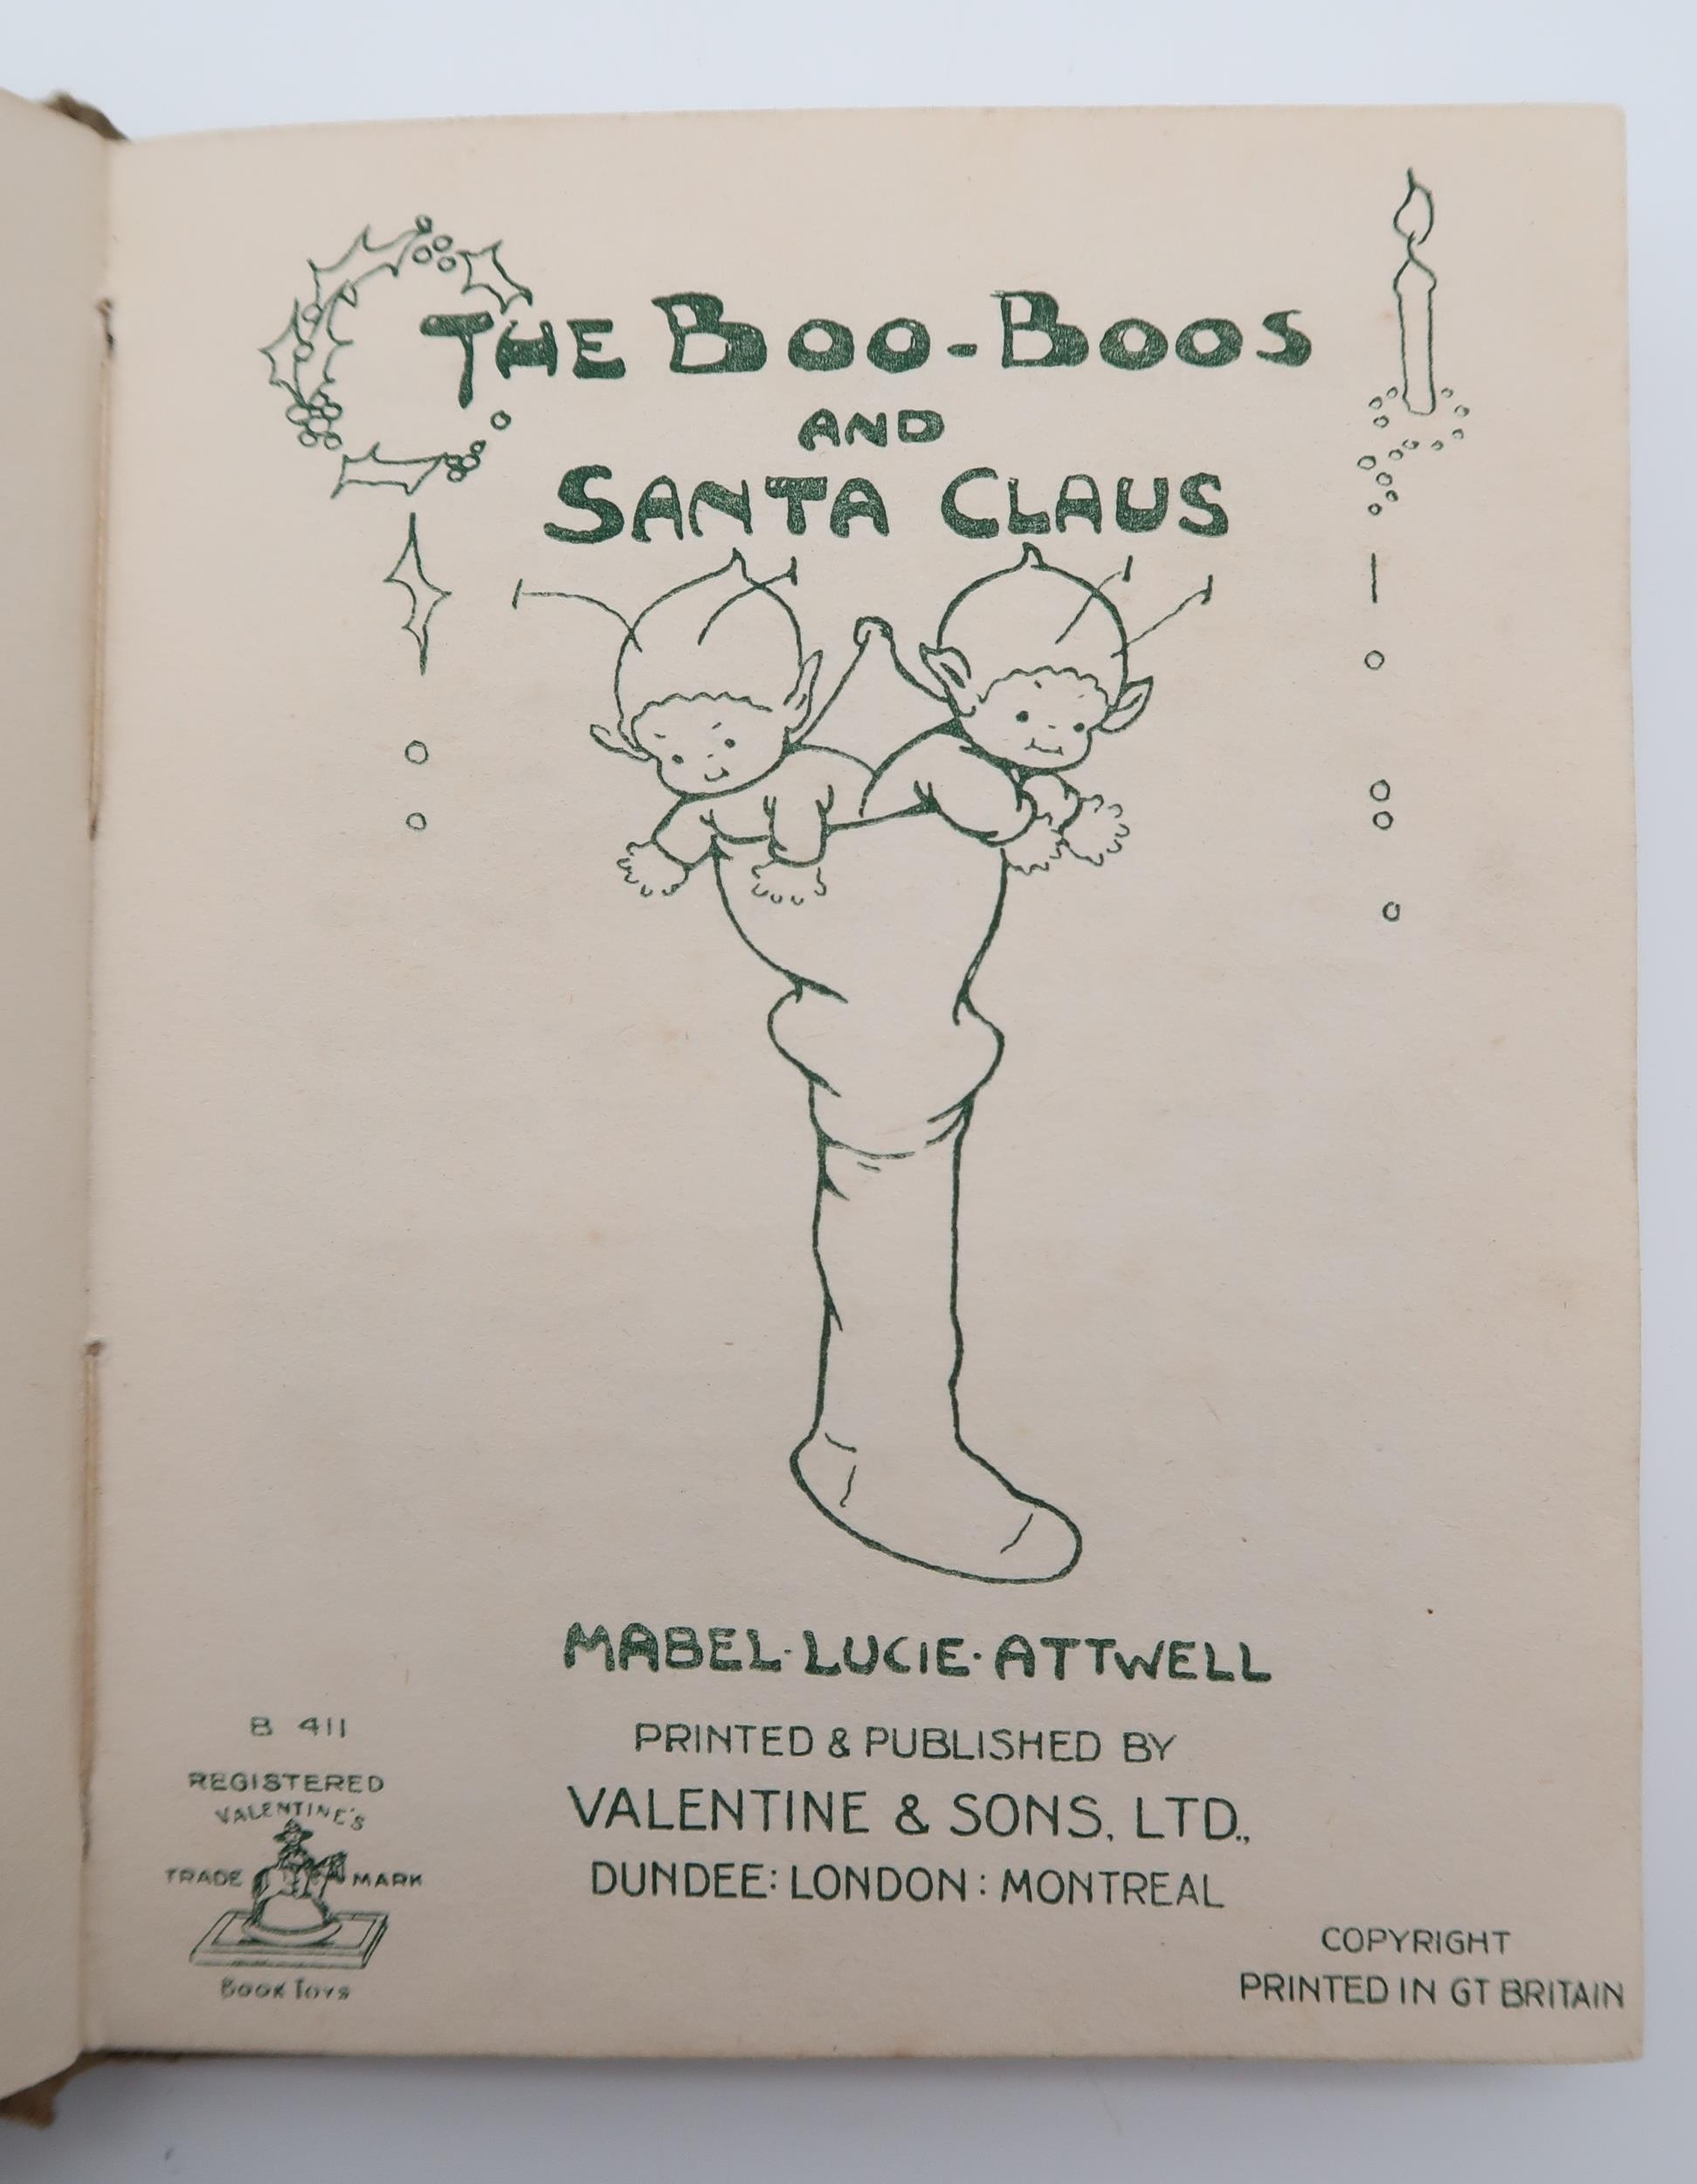 THE BOO-BOOS
AND
SANTA CLAUS
MABEL·LUCIE·ATTWELL
PRINTED & PUBLISHED BY
VALENTINE & SONS, LTD.,
DUNDEE: LONDON: MONTREAL
B 411
REGISTERED
VALENTINE'S
TRADE MARK
BOOK TOYS
COPYRIGHT
PRINTED IN GT BRITAIN